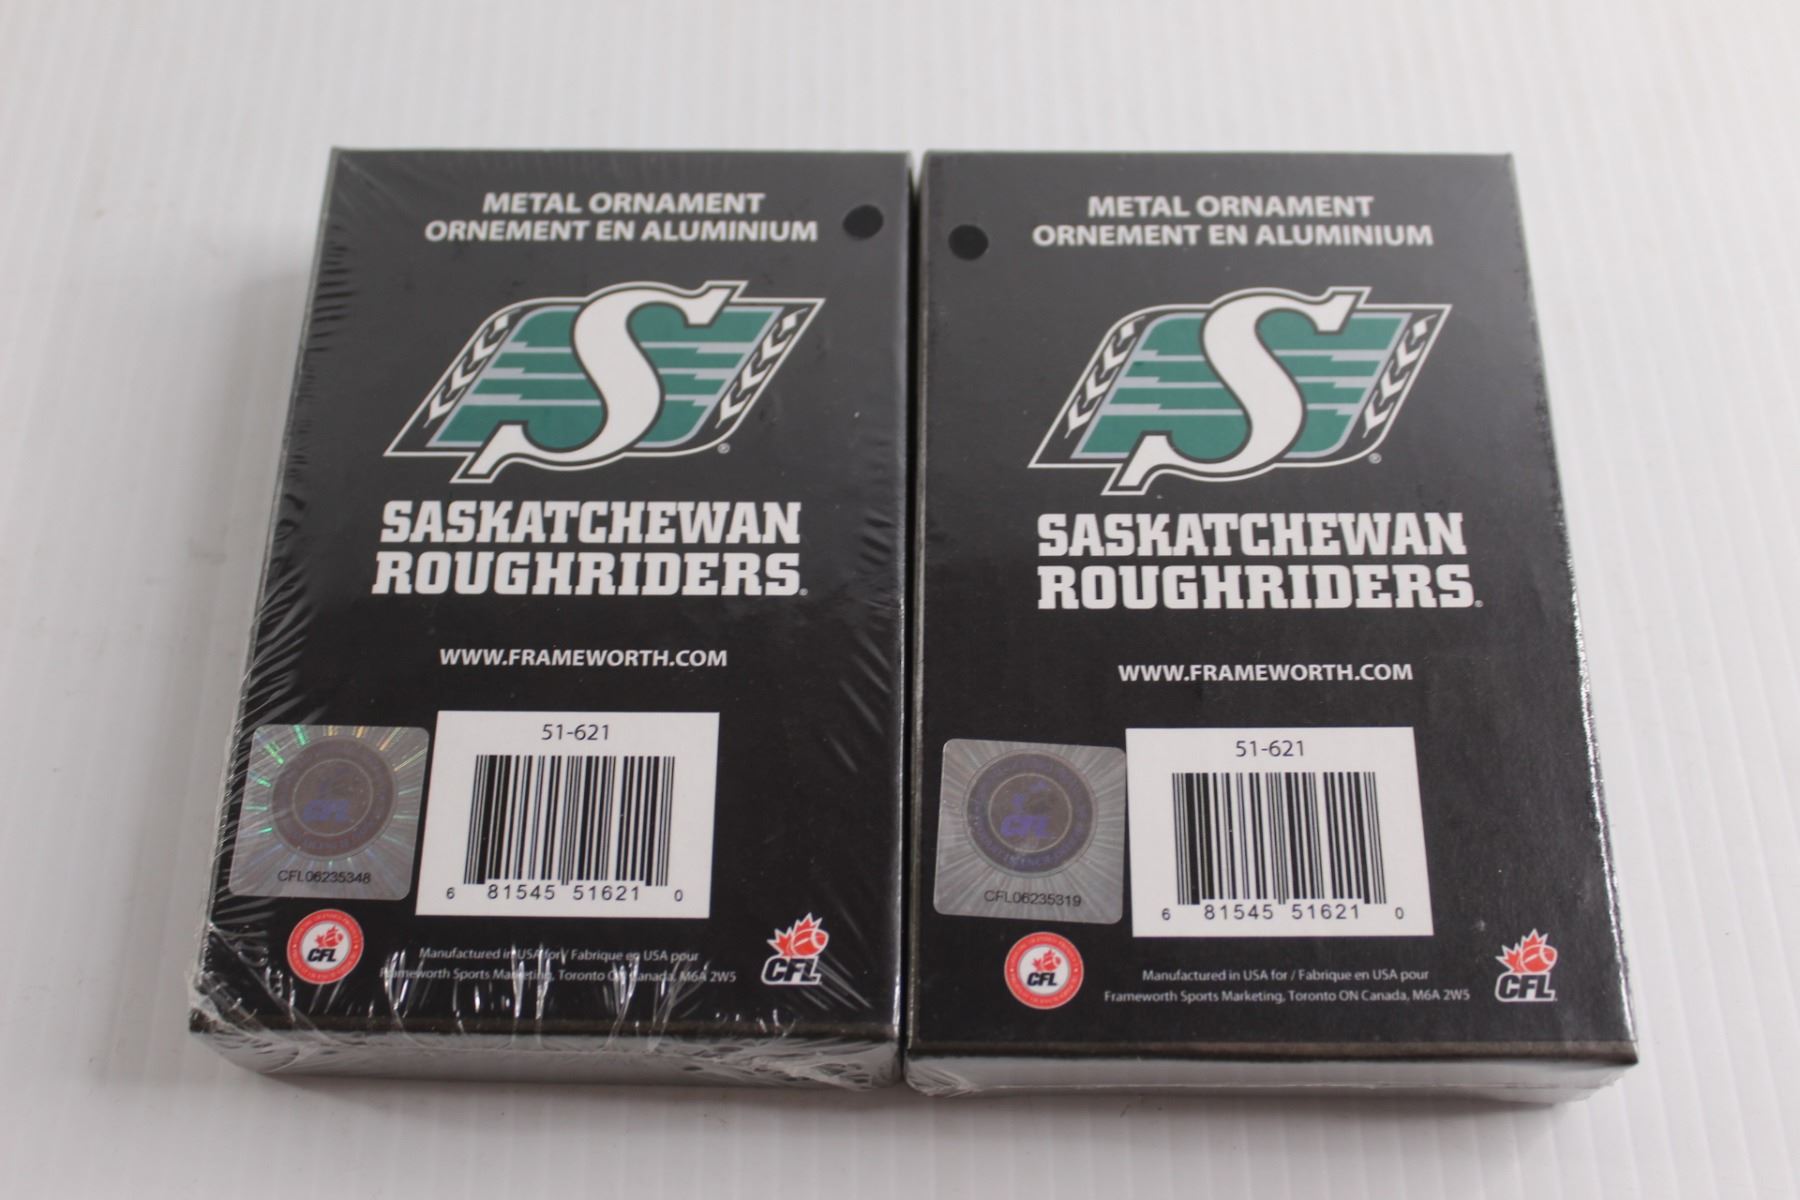 METAL ORNAMENT
ORNEMENT EN ALUMINIUM
S
SASKATCHEWAN
ROUGHRIDERS
WWW.FRAMEWORTH.COM
51-621
6 81545 51621 0
CFL
CFL06235348
CFL
Manufactured in USA for / Fabrique en USA pour
Frameworth Sports Marketing, Toronto ON Canada, M6A 2W5
CFL
METAL ORNAMENT
ORNEMENT EN ALUMINIUM
S
SASKATCHEWAN
ROUGHRIDERS
WWW.FRAMEWORTH.COM
51-621
6 81545 51621 0
CFL
CFL06235319
CFL
Manufactured in USA for / Fabrique en USA pour
Frameworth Sports Marketing, Toronto ON Canada, M6A 2W5
CFL